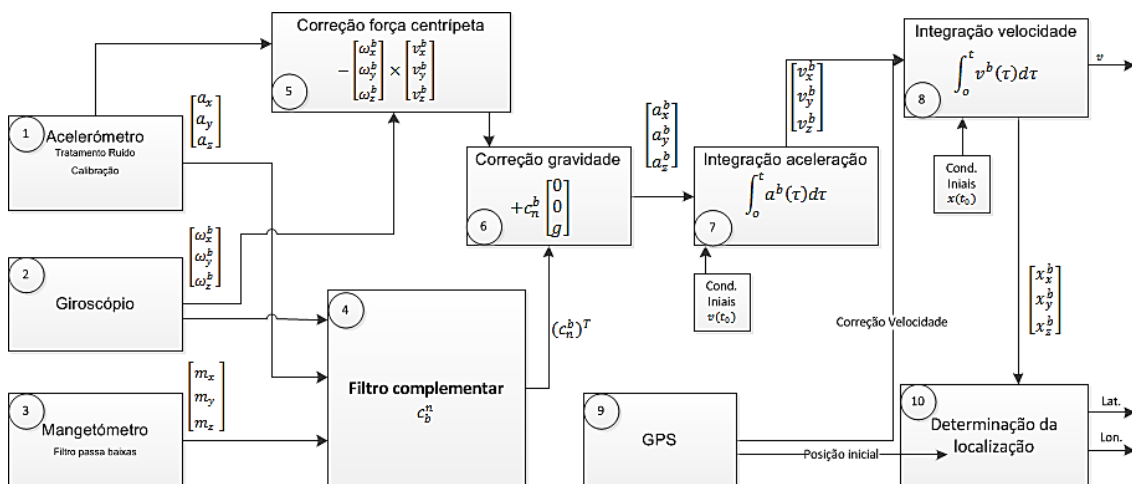 1
Acelerómetro
Tratamento Ruído
Calibração
[a_x
a_y
a_z]
5
Correção força centrípeta
− [ω_x^b
ω_y^b
ω_z^b] × [v_x^b
v_y^b
v_z^b]
2
Giroscópio
[ω_x^b
ω_y^b
ω_z^b]
3
Mangetómetro
Filtro passa baixas
[m_x
m_y
m_z]
4
Filtro complementar
c_b^n
(c_n^b)^T
6
Correção gravidade
+c_n^b [0
0
g]
[a_x^b
a_y^b
a_z^b]
7
Integração aceleração
∫_o^t a^b(τ)dτ
Cond.
Iniais
v(t_0)
[v_x^b
v_y^b
v_z^b]
8
Integração velocidade
∫_o^t v^b(τ)dτ
v
Cond.
Iniais
x(t_0)
[x_x^b
x_y^b
x_z^b]
Correção Velocidade
9
GPS
Posição inicial
10
Determinação da
localização
Lat.
Lon.